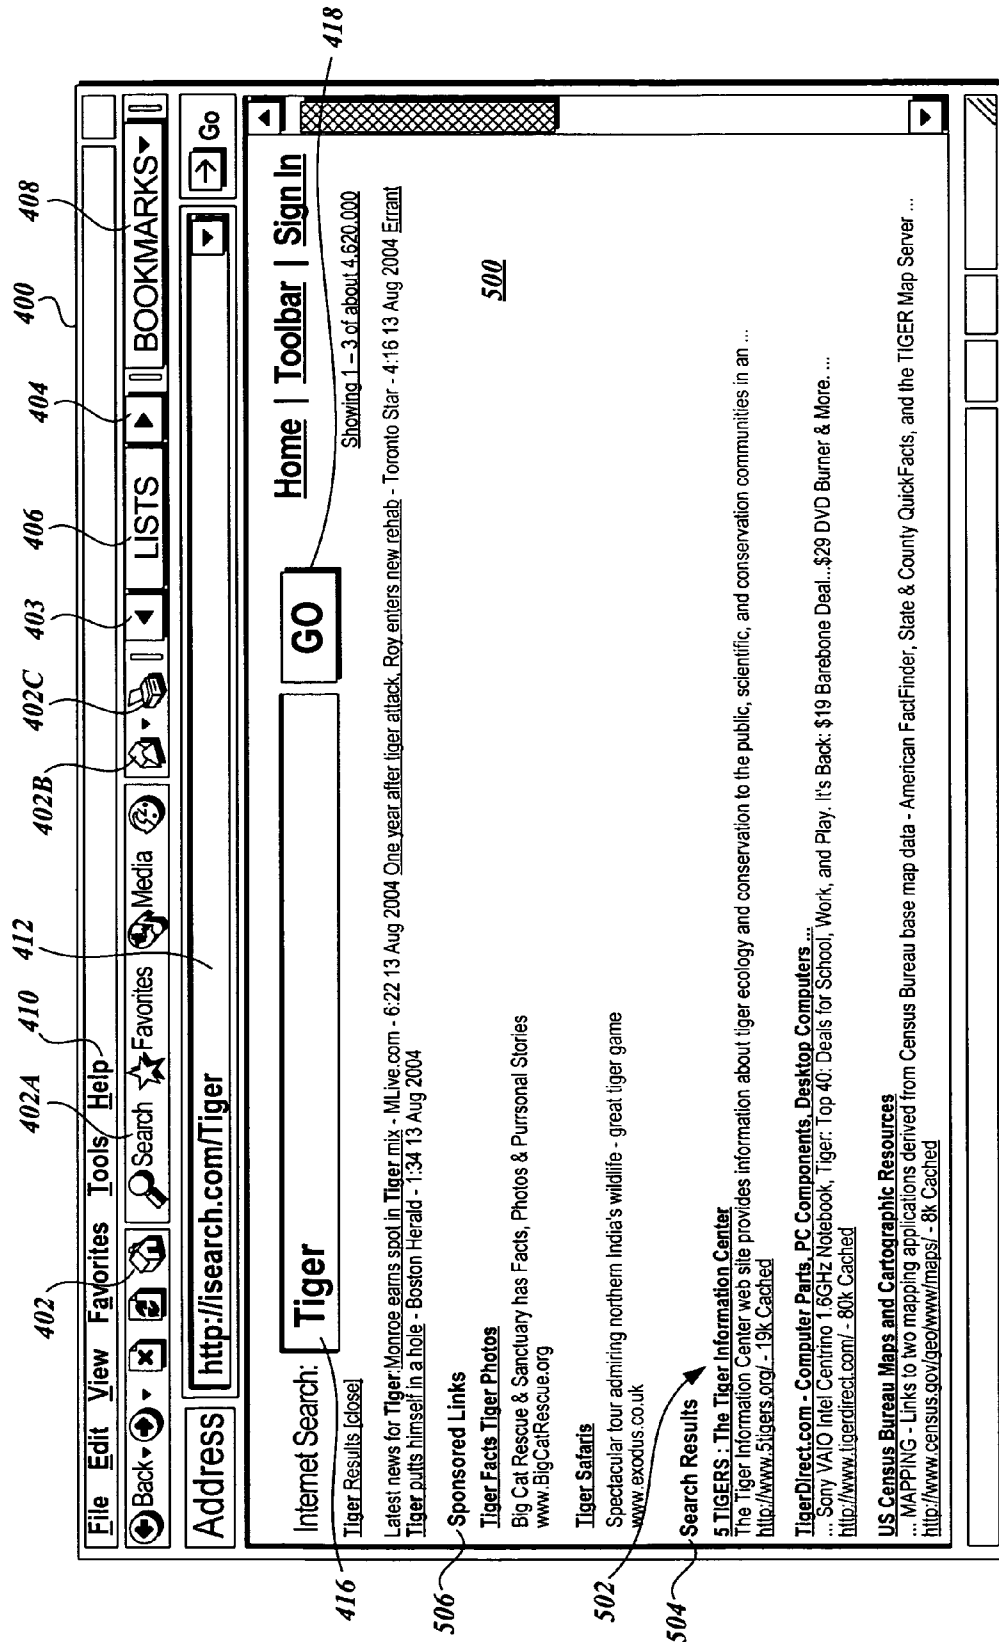 400
402
402A
410
412
402B
402C
403
406
404
408
418
File Edit View Favorites Tools Help
Back Search Favorites Media LISTS BOOKMARKS
Address http://isearch.com/Tiger Go
Home | Toolbar | Sign In
Internet Search: Tiger GO
416
Tiger Results [close] Showing 1 – 3 of about 4,620,000
Latest news for Tiger:Monroe earns spot in Tiger mix - MLive.com - 6:22 13 Aug 2004 One year after tiger attack, Roy enters new rehab - Toronto Star - 4:16 13 Aug 2004 Errant
Tiger putts himself in a hole - Boston Herald - 1:34 13 Aug 2004
506
Sponsored Links
500
Tiger Facts Tiger Photos
Big Cat Rescue & Sanctuary has Facts, Photos & Purrsonal Stories
www.BigCatRescue.org
Tiger Safaris
Spectacular tour admiring northern India's wildlife - great tiger game
www.exodus.co.uk
502
504
Search Results
5 TIGERS : The Tiger Information Center
The Tiger Information Center web site provides information about tiger ecology and conservation to the public, scientific, and conservation communities in an ...
http://www.5tigers.org/ - 19k Cached
TigerDirect.com - Computer Parts, PC Components, Desktop Computers ...
... Sony VAIO Intel Centrino 1.6GHz Notebook, Tiger: Top 40: Deals for School, Work, and Play. It's Back: $19 Barebone Deal...$29 DVD Burner & More. ...
http://www.tigerdirect.com/ - 80k Cached
US Census Bureau Maps and Cartographic Resources
... MAPPING - Links to two mapping applications derived from Census Bureau base map data - American FactFinder, State & County QuickFacts, and the TIGER Map Server ...
http://www.census.gov/geo/www/maps/ - 8k Cached